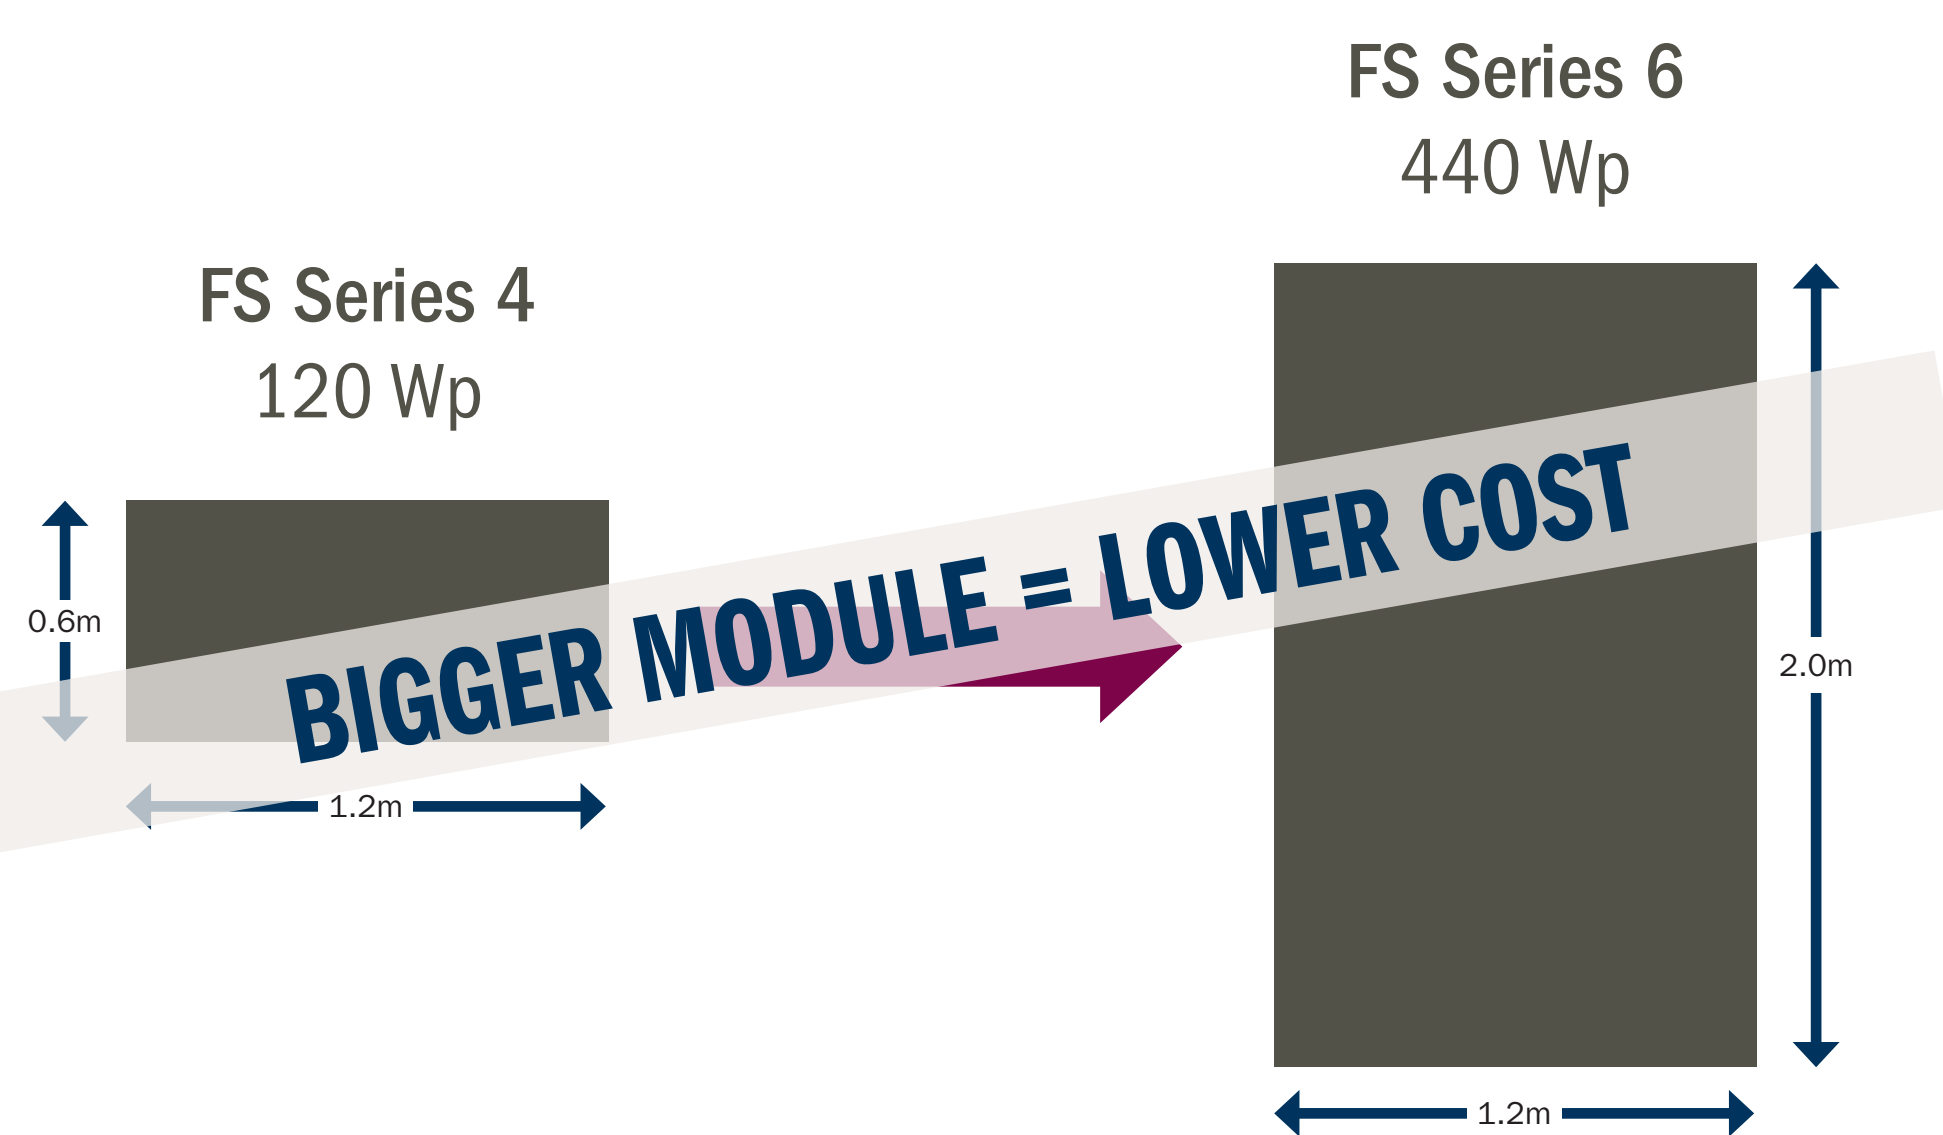 FS Series 4
120 Wp
0.6m
1.2m
BIGGER MODULE = LOWER COST
FS Series 6
440 Wp
2.0m
1.2m